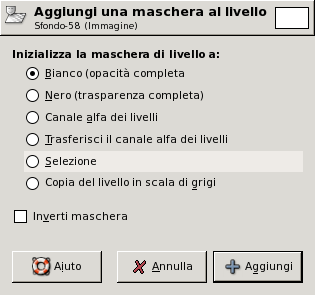 Aggiungi una maschera al livello
Sfondo-58 (Immagine)
Inizializza la maschera di livello a:
Bianco (opacità completa
Nero (trasparenza completa)
Canale alfa dei livelli
Trasferisci il canale alfa dei livelli
Selezione
Copia del livello in scala di grigi
Inverti maschera
Aiuto
Annulla
Aggiungi